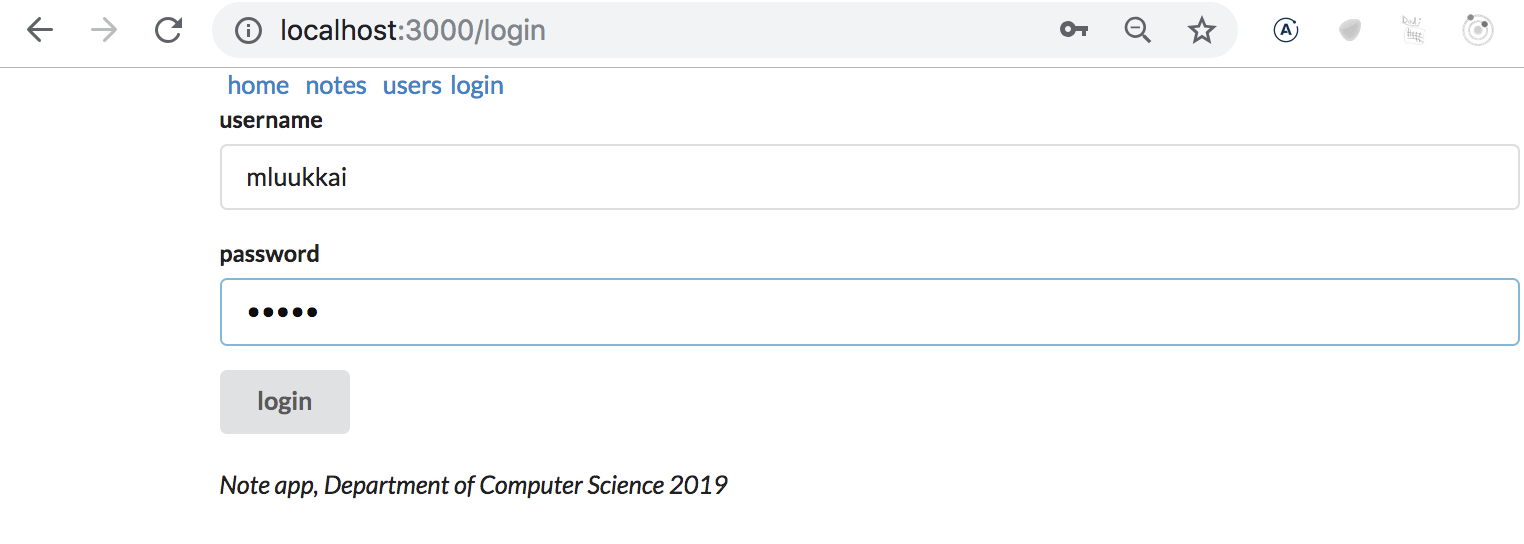 localhost:3000/login
A
home notes users login
username
mluukkai
password
•••••
login
Note app, Department of Computer Science 2019